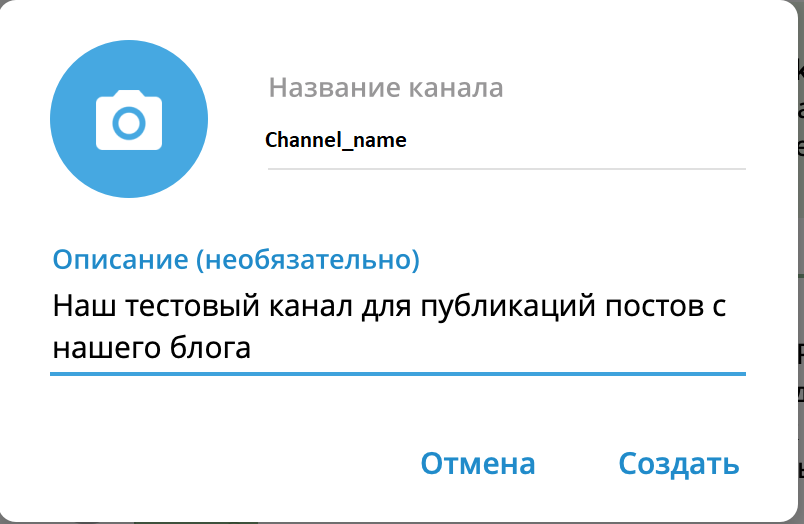 Название канала
Channel_name
Описание (необязательно)
Наш тестовый канал для публикаций постов с
нашего блога
Отмена
Создать